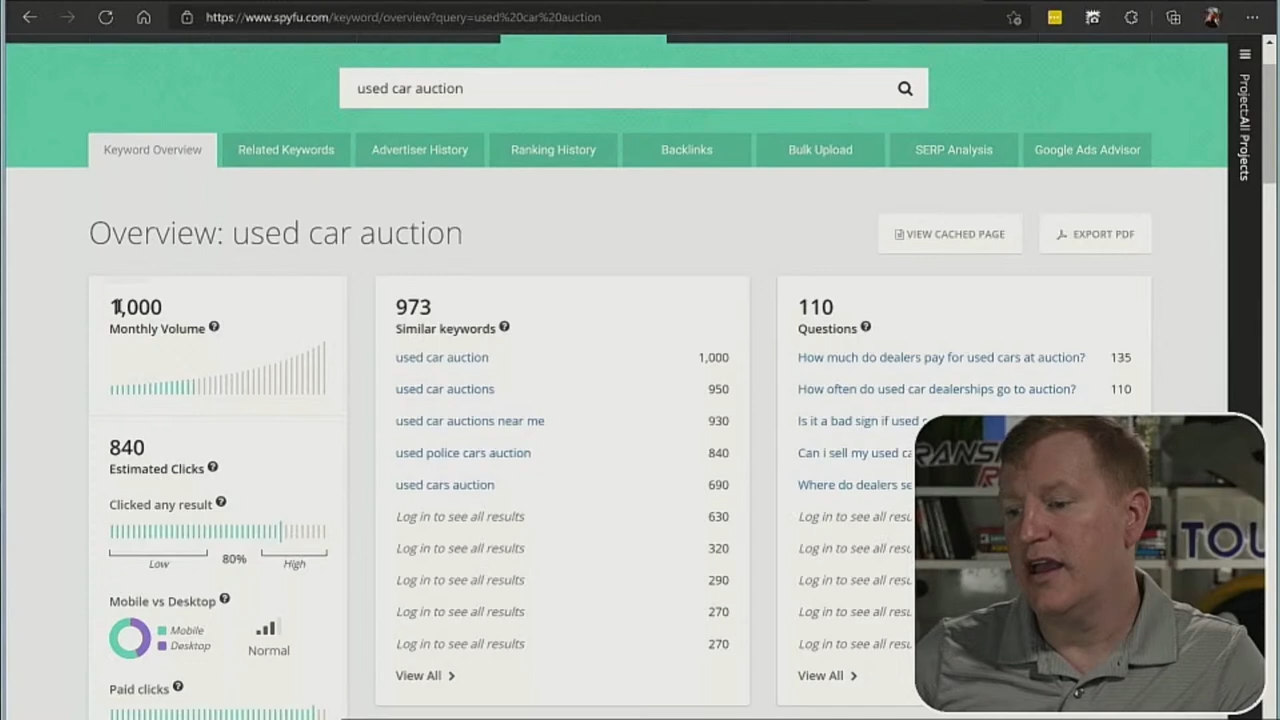 https://www.spyfu.com/keyword/overview?query=used%20car%20auction
used car auction
Keyword Overview
Related Keywords
Advertiser History
Ranking History
Backlinks
Bulk Upload
SERP Analysis
Google Ads Advisor
Project:All Projects
Overview: used car auction
VIEW CACHED PAGE
EXPORT PDF
1,000
Monthly Volume
840
Estimated Clicks
Clicked any result
Low
80%
High
Mobile vs Desktop
Mobile
Desktop
Normal
Paid clicks
973
Similar keywords
used car auction 1,000
used car auctions 950
used car auctions near me 930
used police cars auction 840
used cars auction 690
Log in to see all results 630
Log in to see all results 320
Log in to see all results 290
Log in to see all results 270
Log in to see all results 270
View All
110
Questions
How much do dealers pay for used cars at auction? 135
How often do used car dealerships go to auction? 110
Is it a bad sign if used
Can i sell my used ca
Where do dealers se
Log in to see all resu
Log in to see all resu
Log in to see all resu
Log in to see all resu
Log in to see all resu
View All
TOU